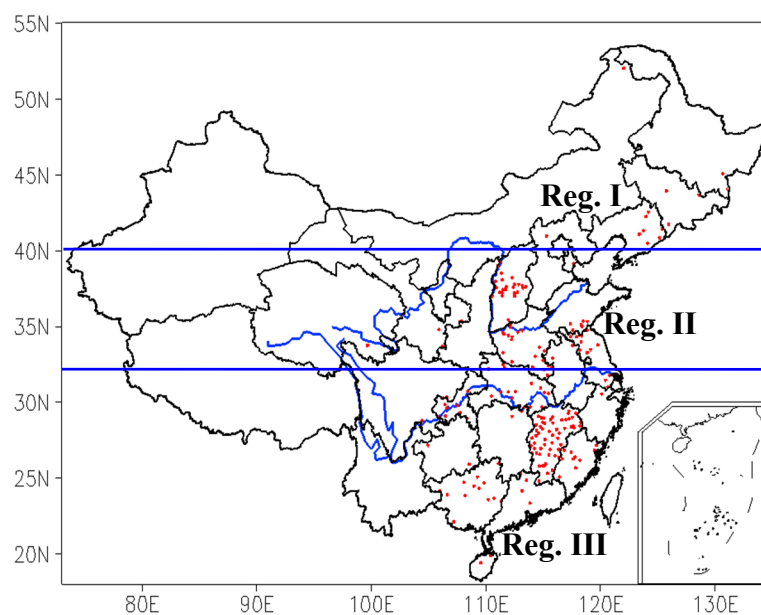 55N
50N
45N
Reg. I
40N
35N
Reg. II
30N
25N
20N
Reg. III
80E 90E 100E 110E 120E 130E